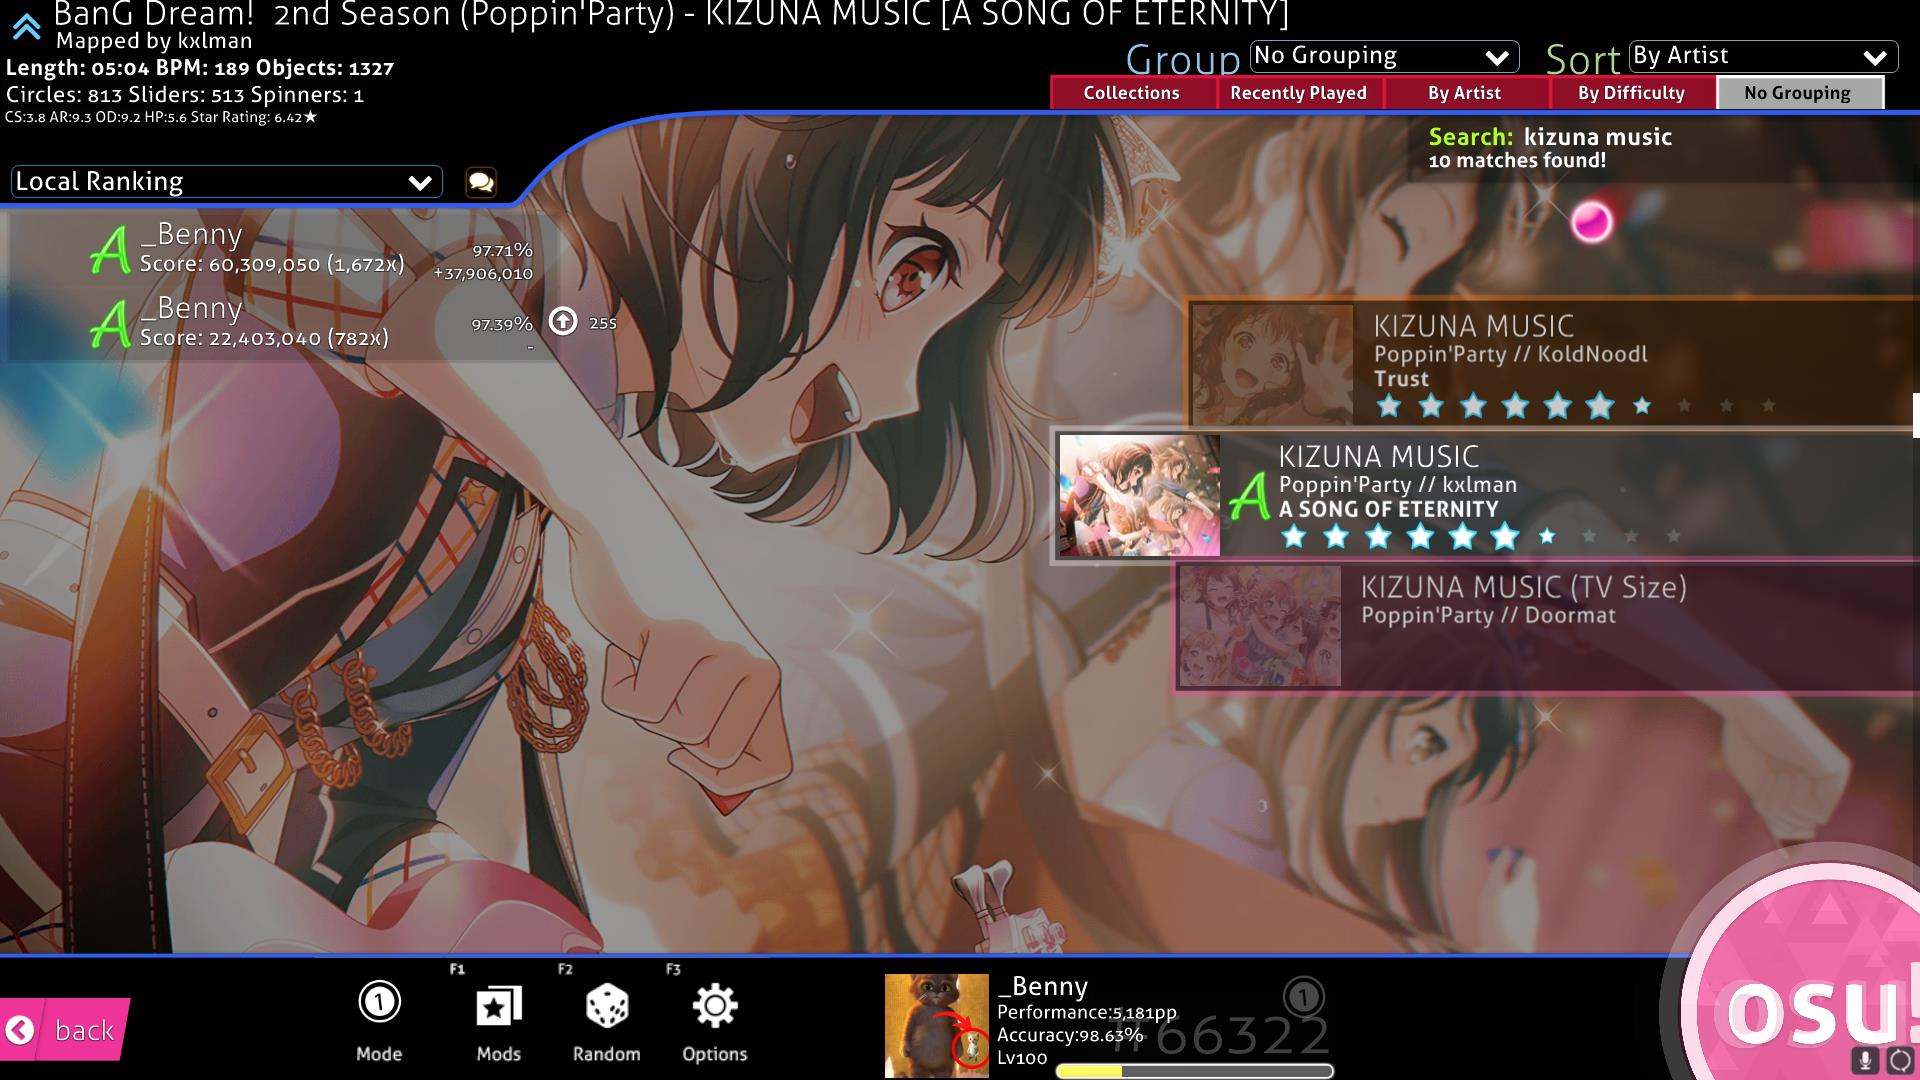 BanG Dream! 2nd Season (Poppin'Party) - KIZUNA MUSIC [A SONG OF ETERNITY]
Mapped by kxlman
Length: 05:04 BPM: 189 Objects: 1327
Circles: 813 Sliders: 513 Spinners: 1
CS:3.8 AR:9.3 OD:9.2 HP:5.6 Star Rating: 6.42★
Group No Grouping Sort By Artist
Collections Recently Played By Artist By Difficulty No Grouping
Search: kizuna music
10 matches found!
Local Ranking
A _Benny
Score: 60,309,050 (1,672x)
97.71%
+37,906,010
A _Benny
Score: 22,403,040 (782x)
97.39%
-
25s
KIZUNA MUSIC
Poppin'Party // KoldNoodl
Trust
A KIZUNA MUSIC
Poppin'Party // kxlman
A SONG OF ETERNITY
KIZUNA MUSIC (TV Size)
Poppin'Party // Doormat
back
1
Mode
F1
Mods
F2
Random
F3
Options
_Benny
Performance:5,181pp
Accuracy:98.63%
Lv100
1
#66322
osu!